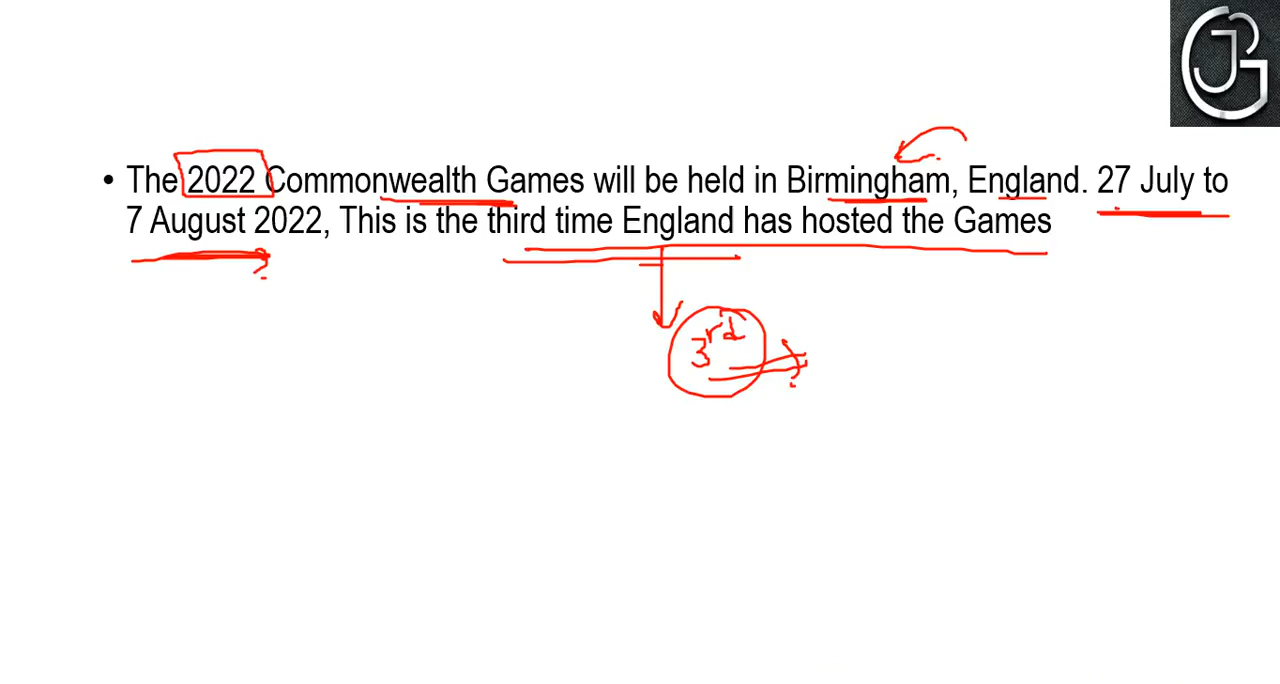 • The 2022 Commonwealth Games will be held in Birmingham, England. 27 July to
7 August 2022, This is the third time England has hosted the Games
?
3rd ?